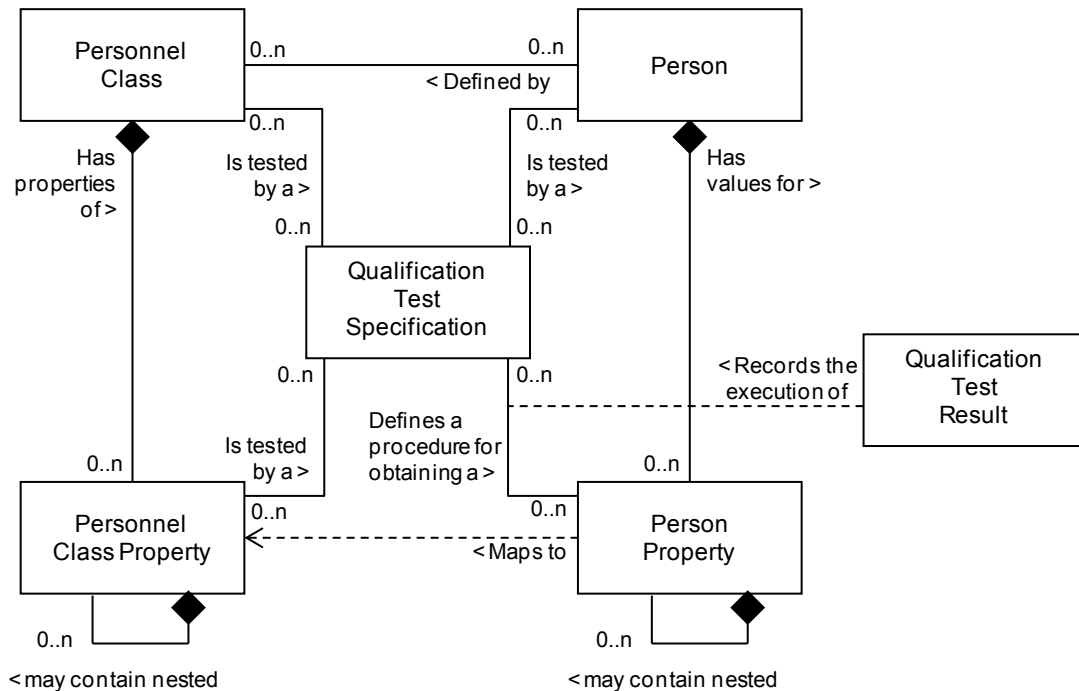 Personnel
Class
0..n
0..n
< Defined by
Person
0..n
0..n
Has
properties
of >
Is tested
by a >
Is tested
by a >
Has
values for >
0..n
0..n
Qualification
Test
Specification
0..n
0..n
< Records the
execution of
Qualification
Test
Result
Is tested
by a >
Defines a
procedure for
obtaining a >
0..n
0..n
0..n
0..n
Personnel
Class Property
< Maps to
Person
Property
0..n
0..n
< may contain nested
< may contain nested